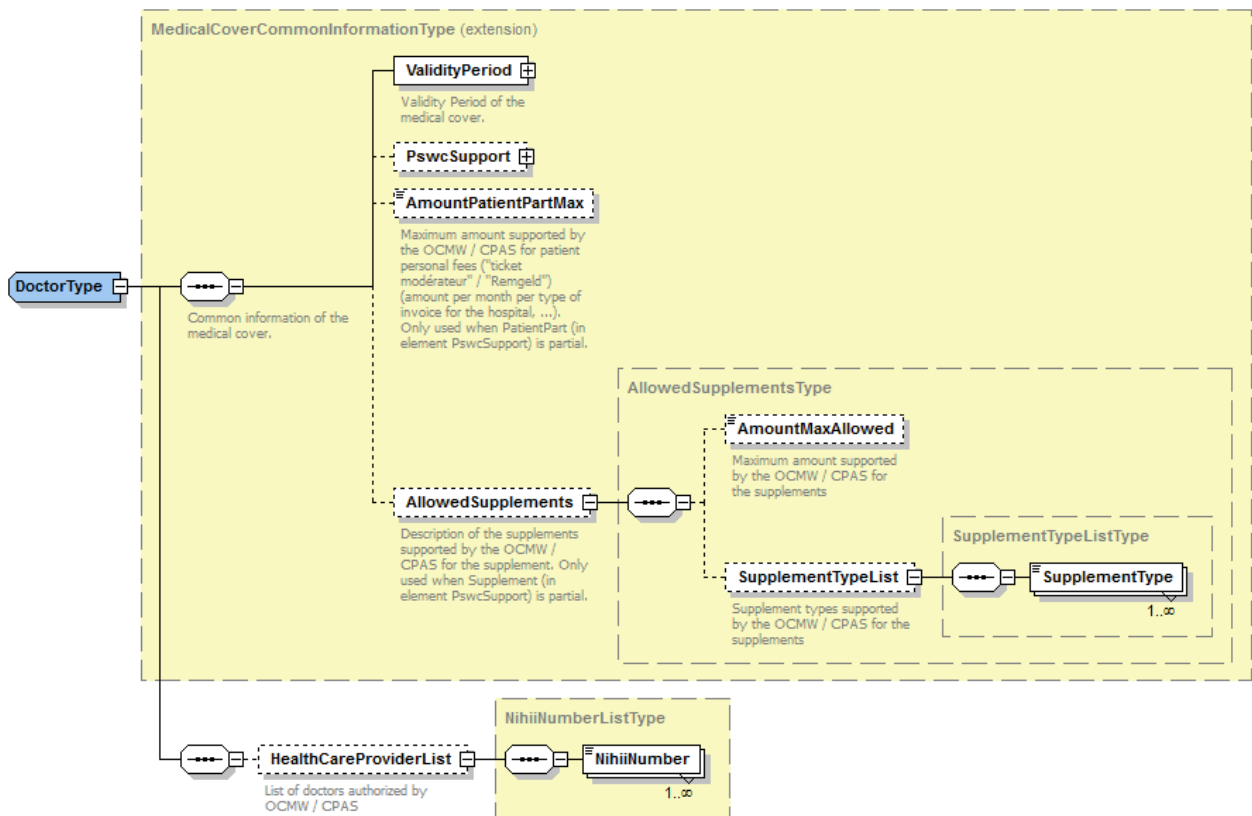 MedicalCoverCommonInformationType (extension)
ValidityPeriod
Validity Period of the
medical cover.
PswcSupport
AmountPatientPartMax
Maximum amount supported by
the OCMW / CPAS for patient
personal fees ("ticket
modérateur" / "Remgeld")
(amount per month per type of
invoice for the hospital, ...).
Only used when PatientPart (in
element PswcSupport) is partial.
DoctorType
Common information of the
medical cover.
AllowedSupplementsType
AmountMaxAllowed
Maximum amount supported
by the OCMW / CPAS for
the supplements
AllowedSupplements
Description of the supplements
supported by the OCMW /
CPAS for the supplement. Only
used when Supplement (in
element PswcSupport) is partial.
SupplementTypeListType
SupplementTypeList
Supplement types supported
by the OCMW / CPAS for the
supplements
SupplementType
1..∞
NihiiNumberListType
HealthCareProviderList
List of doctors authorized by
OCMW / CPAS
NihiiNumber
1..∞